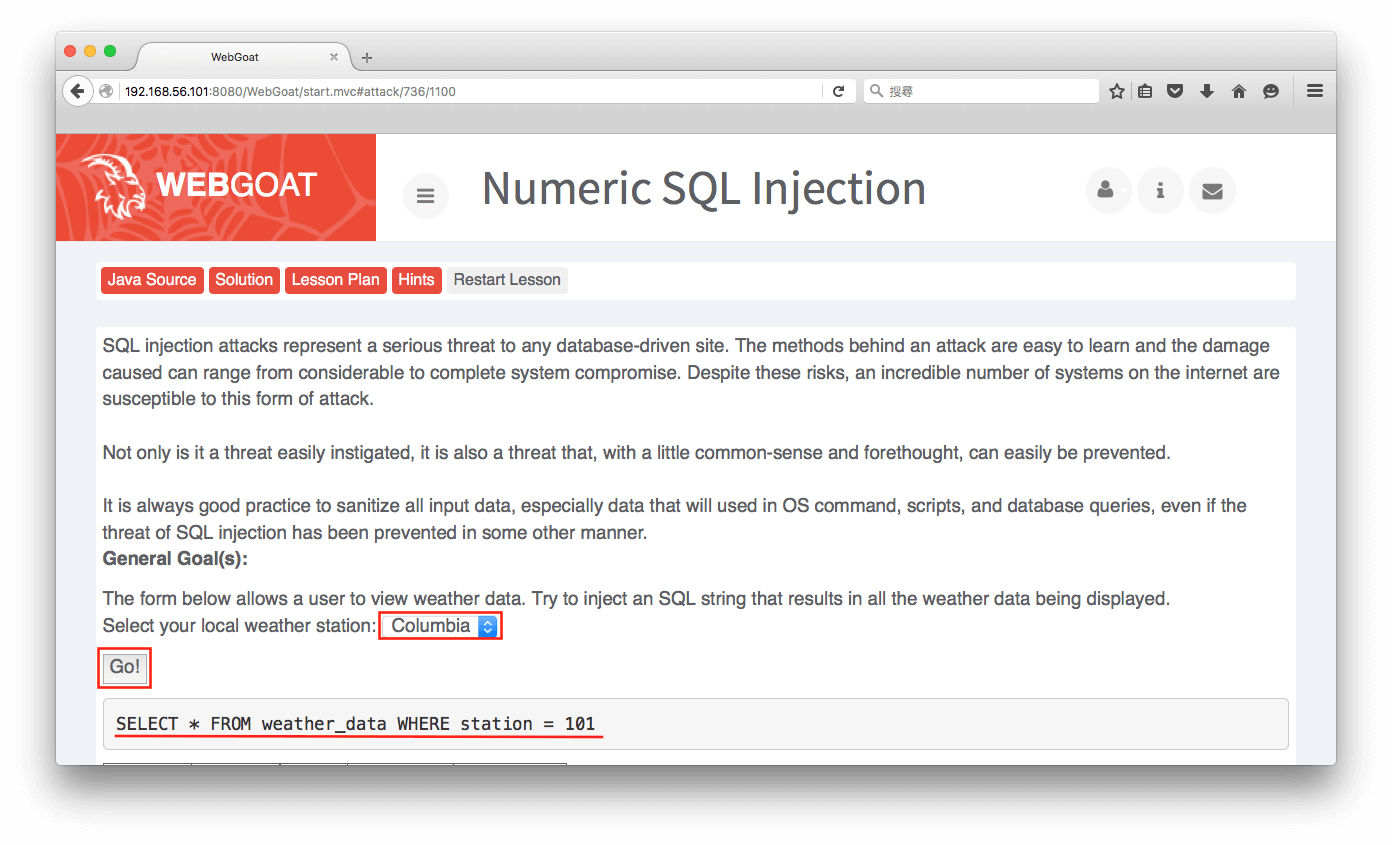 WebGoat
192.168.56.101:8080/WebGoat/start.mvc#attack/736/1100
搜尋
WEBGOAT
Numeric SQL Injection
Java Source
Solution
Lesson Plan
Hints
Restart Lesson
SQL injection attacks represent a serious threat to any database-driven site. The methods behind an attack are easy to learn and the damage
caused can range from considerable to complete system compromise. Despite these risks, an incredible number of systems on the internet are
susceptible to this form of attack.
Not only is it a threat easily instigated, it is also a threat that, with a little common-sense and forethought, can easily be prevented.
It is always good practice to sanitize all input data, especially data that will used in OS command, scripts, and database queries, even if the
threat of SQL injection has been prevented in some other manner.
General Goal(s):
The form below allows a user to view weather data. Try to inject an SQL string that results in all the weather data being displayed.
Select your local weather station: Columbia
Go!
SELECT * FROM weather_data WHERE station = 101